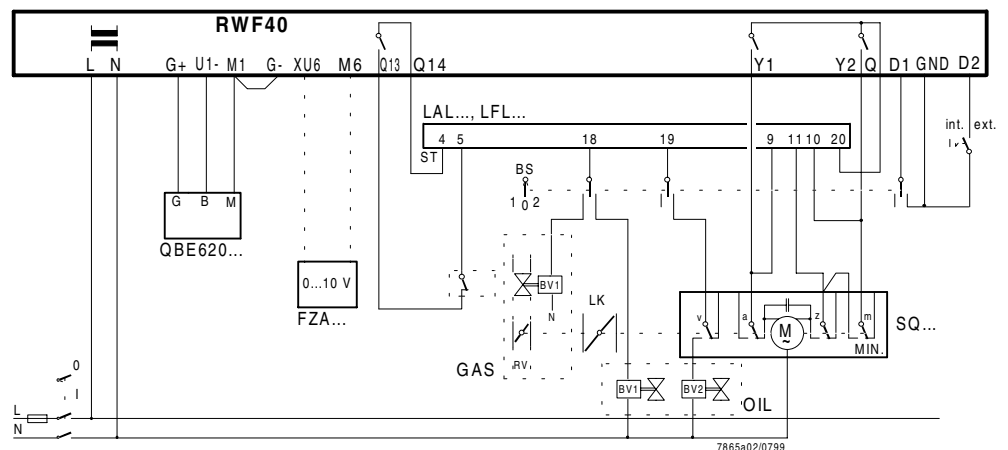 RWF40
L N G+ U1- M1 G- XU6 M6 Q13 Q14 Y1 Y2 Q D1 GND D2
LAL..., LFL...
int. ext.
4 5 18 19 9 11 10 20
ST
BS
1 0 2
G B M
QBE620...
0...10 V
FZA...
BV1
N
LK
RV
GAS
v a z m
M
~
SQ...
MIN.
BV1 BV2
OIL
0
I
L
N
7865a02/0799